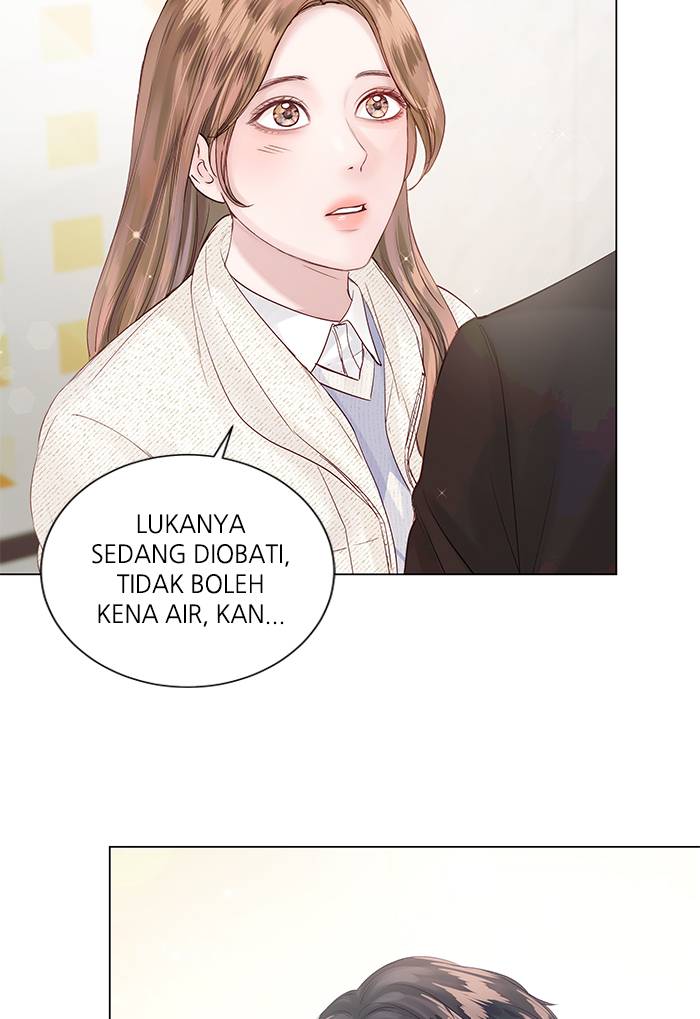 LUKANYA
SEDANG DIOBATI,
TIDAK BOLEH
KENA AIR, KAN...